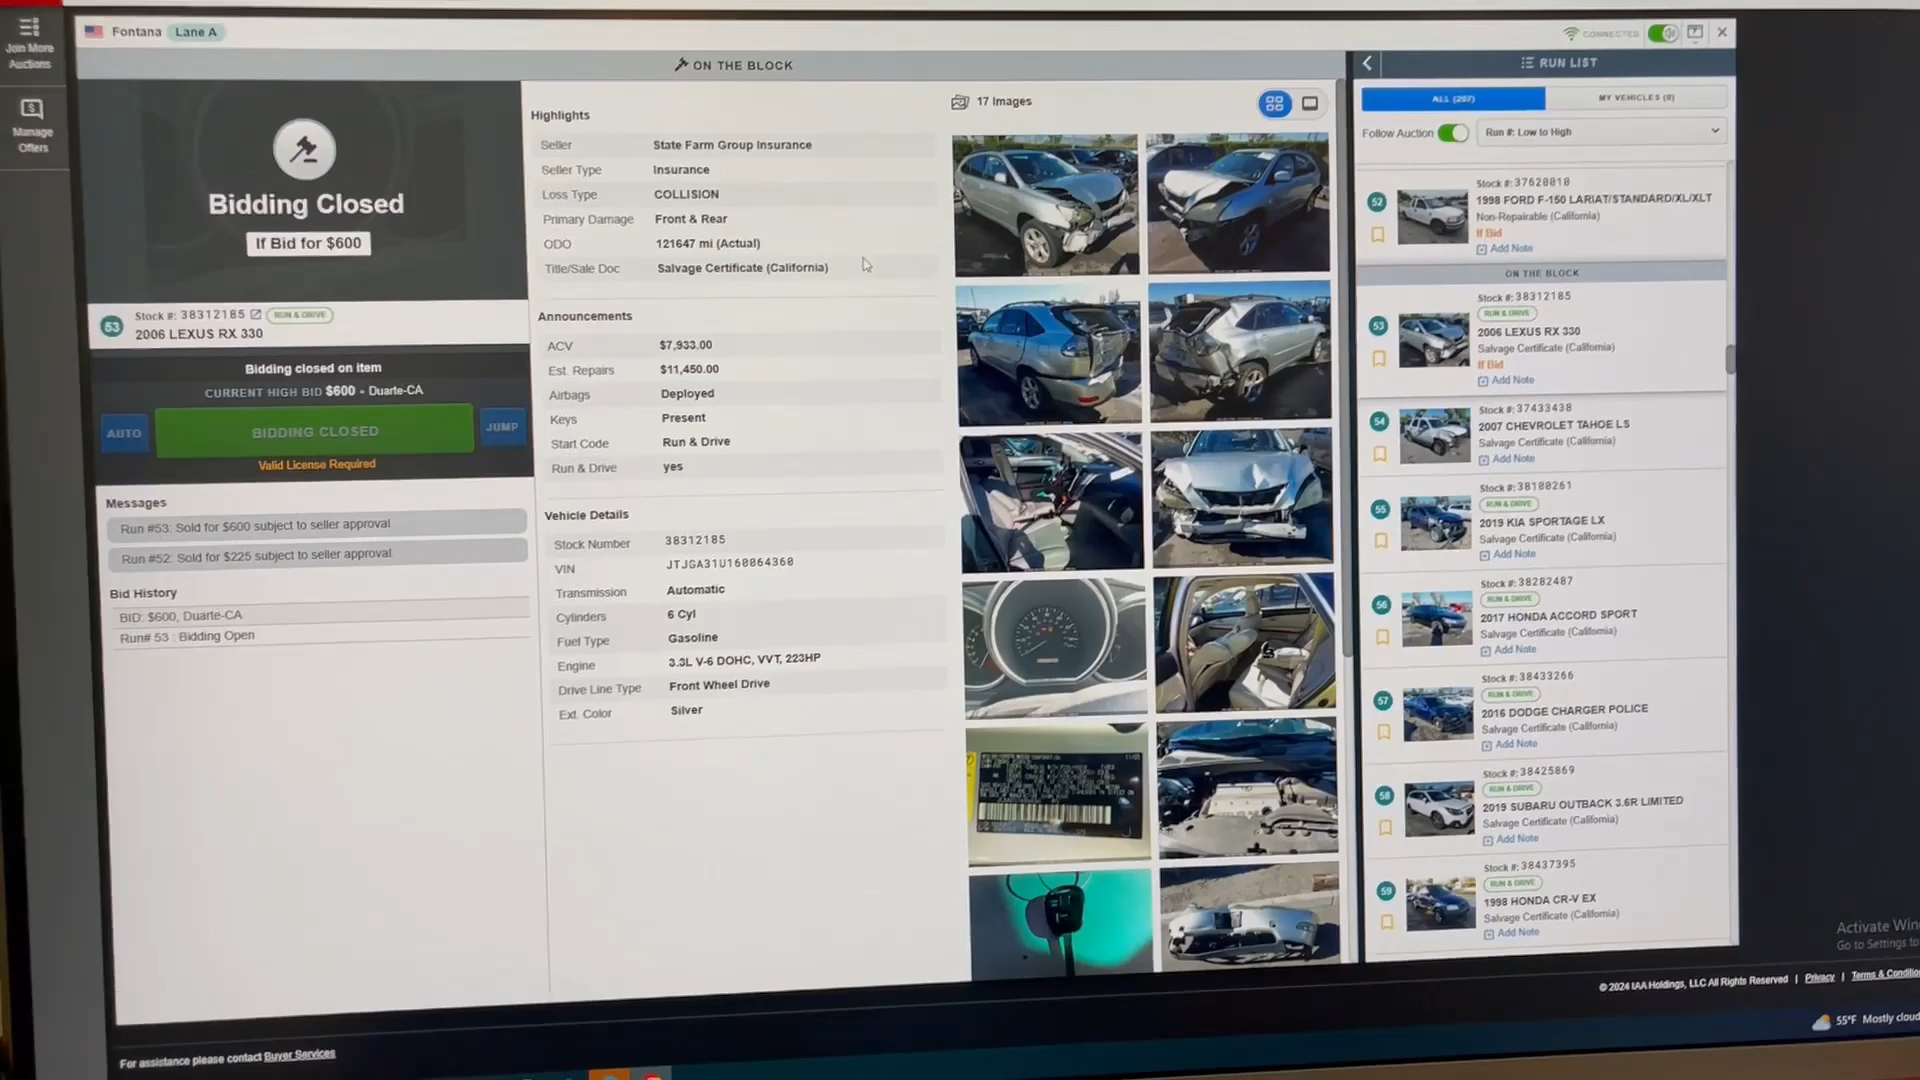 Join More
Auctions
Manage
Offers
Fontana
Lane A
CONNECTED
ON THE BLOCK
Bidding Closed
If Bid for $600
53
Stock #: 38312185
RUN & DRIVE
2006 LEXUS RX 330
Bidding closed on item
CURRENT HIGH BID $600 - Duarte-CA
AUTO
BIDDING CLOSED
JUMP
Valid License Required
Messages
Run #53: Sold for $600 subject to seller approval
Run #52: Sold for $225 subject to seller approval
Bid History
BID: $600, Duarte-CA
Run# 53 : Bidding Open
Highlights
Seller State Farm Group Insurance
Seller Type Insurance
Loss Type COLLISION
Primary Damage Front & Rear
ODO 121647 mi (Actual)
Title/Sale Doc Salvage Certificate (California)
Announcements
ACV $7,933.00
Est. Repairs $11,450.00
Airbags Deployed
Keys Present
Start Code Run & Drive
Run & Drive yes
Vehicle Details
Stock Number 38312185
VIN JTJGA31U160064360
Transmission Automatic
Cylinders 6 Cyl
Fuel Type Gasoline
Engine 3.3L V-6 DOHC, VVT, 223HP
Drive Line Type Front Wheel Drive
Ext. Color Silver
17 Images
RUN LIST
ALL (297)
MY VEHICLES (0)
Follow Auction
Run #: Low to High
52
Stock #: 37620010
1998 FORD F-150 LARIAT/STANDARD/XL/XLT
Non-Repairable (California)
If Bid
Add Note
ON THE BLOCK
53
Stock #: 38312185
RUN & DRIVE
2006 LEXUS RX 330
Salvage Certificate (California)
If Bid
Add Note
54
Stock #: 37433438
2007 CHEVROLET TAHOE LS
Salvage Certificate (California)
Add Note
55
Stock #: 38180261
RUN & DRIVE
2019 KIA SPORTAGE LX
Salvage Certificate (California)
Add Note
56
Stock #: 38282487
RUN & DRIVE
2017 HONDA ACCORD SPORT
Salvage Certificate (California)
Add Note
57
Stock #: 38433266
RUN & DRIVE
2016 DODGE CHARGER POLICE
Salvage Certificate (California)
Add Note
58
Stock #: 38425869
RUN & DRIVE
2019 SUBARU OUTBACK 3.6R LIMITED
Salvage Certificate (California)
Add Note
59
Stock #: 38437395
RUN & DRIVE
1998 HONDA CR-V EX
Salvage Certificate (California)
Add Note
Activate Win
Go to Settings to
© 2024 IAA Holdings, LLC All Rights Reserved | Privacy | Terms & Conditio
For assistance please contact Buyer Services
55°F Mostly cloud